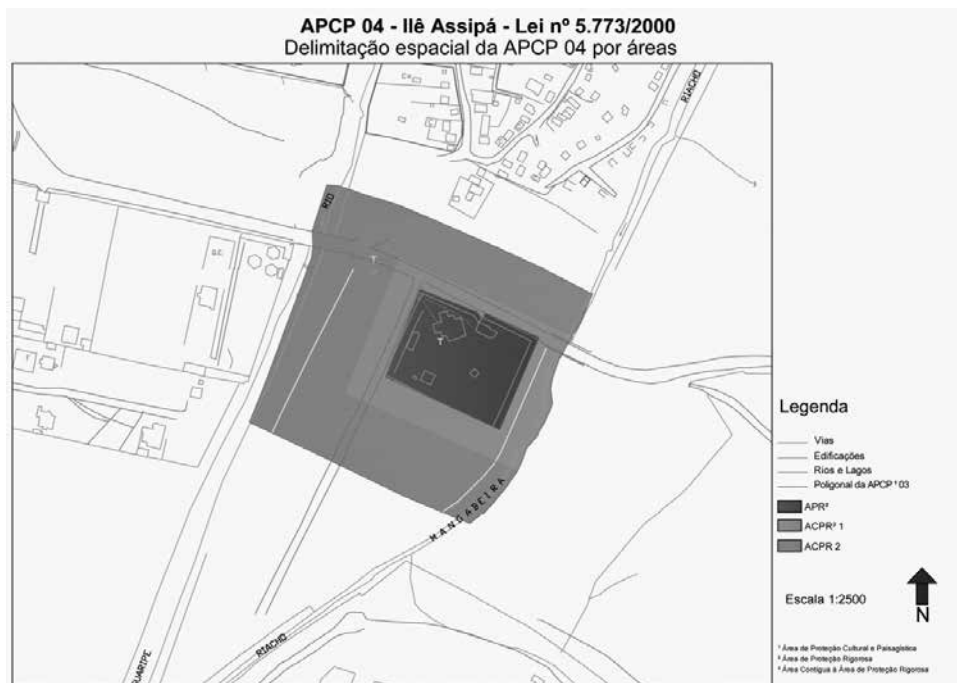 APCP 04 - Ilê Assipá - Lei nº 5.773/2000
Delimitação espacial da APCP 04 por áreas
RIACHO
RIO
MANGABEIRA
RIACHO
Legenda
Vias
Edificações
Rios e Lagos
Poligonal da APCP ¹ 03
APR²
ACPR³ 1
ACPR 2
Escala 1:2500
N
¹ Área de Proteção Cultural e Paisagística
² Área de Proteção Rigorosa
³ Área Contígua à Área de Proteção Rigorosa